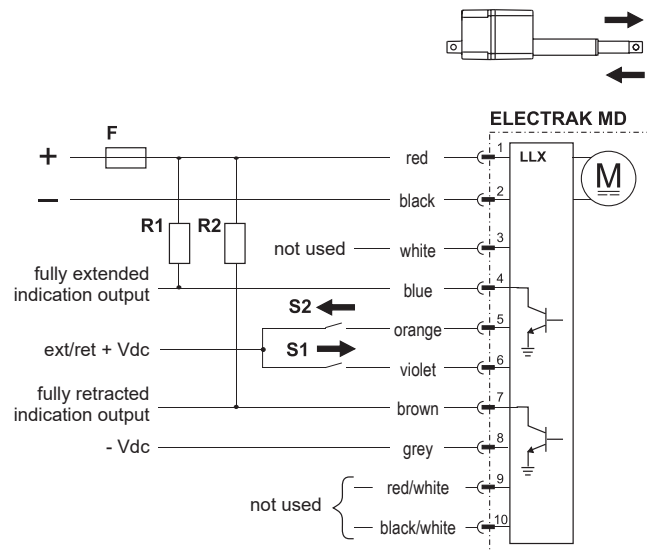 ELECTRAK MD
F
+
red
1
LLX
M
–
black
2
R1
R2
not used
white
3
fully extended
indication output
blue
4
S2
orange
5
ext/ret + Vdc
S1
violet
6
fully retracted
indication output
brown
7
- Vdc
grey
8
not used
red/white
9
black/white
10